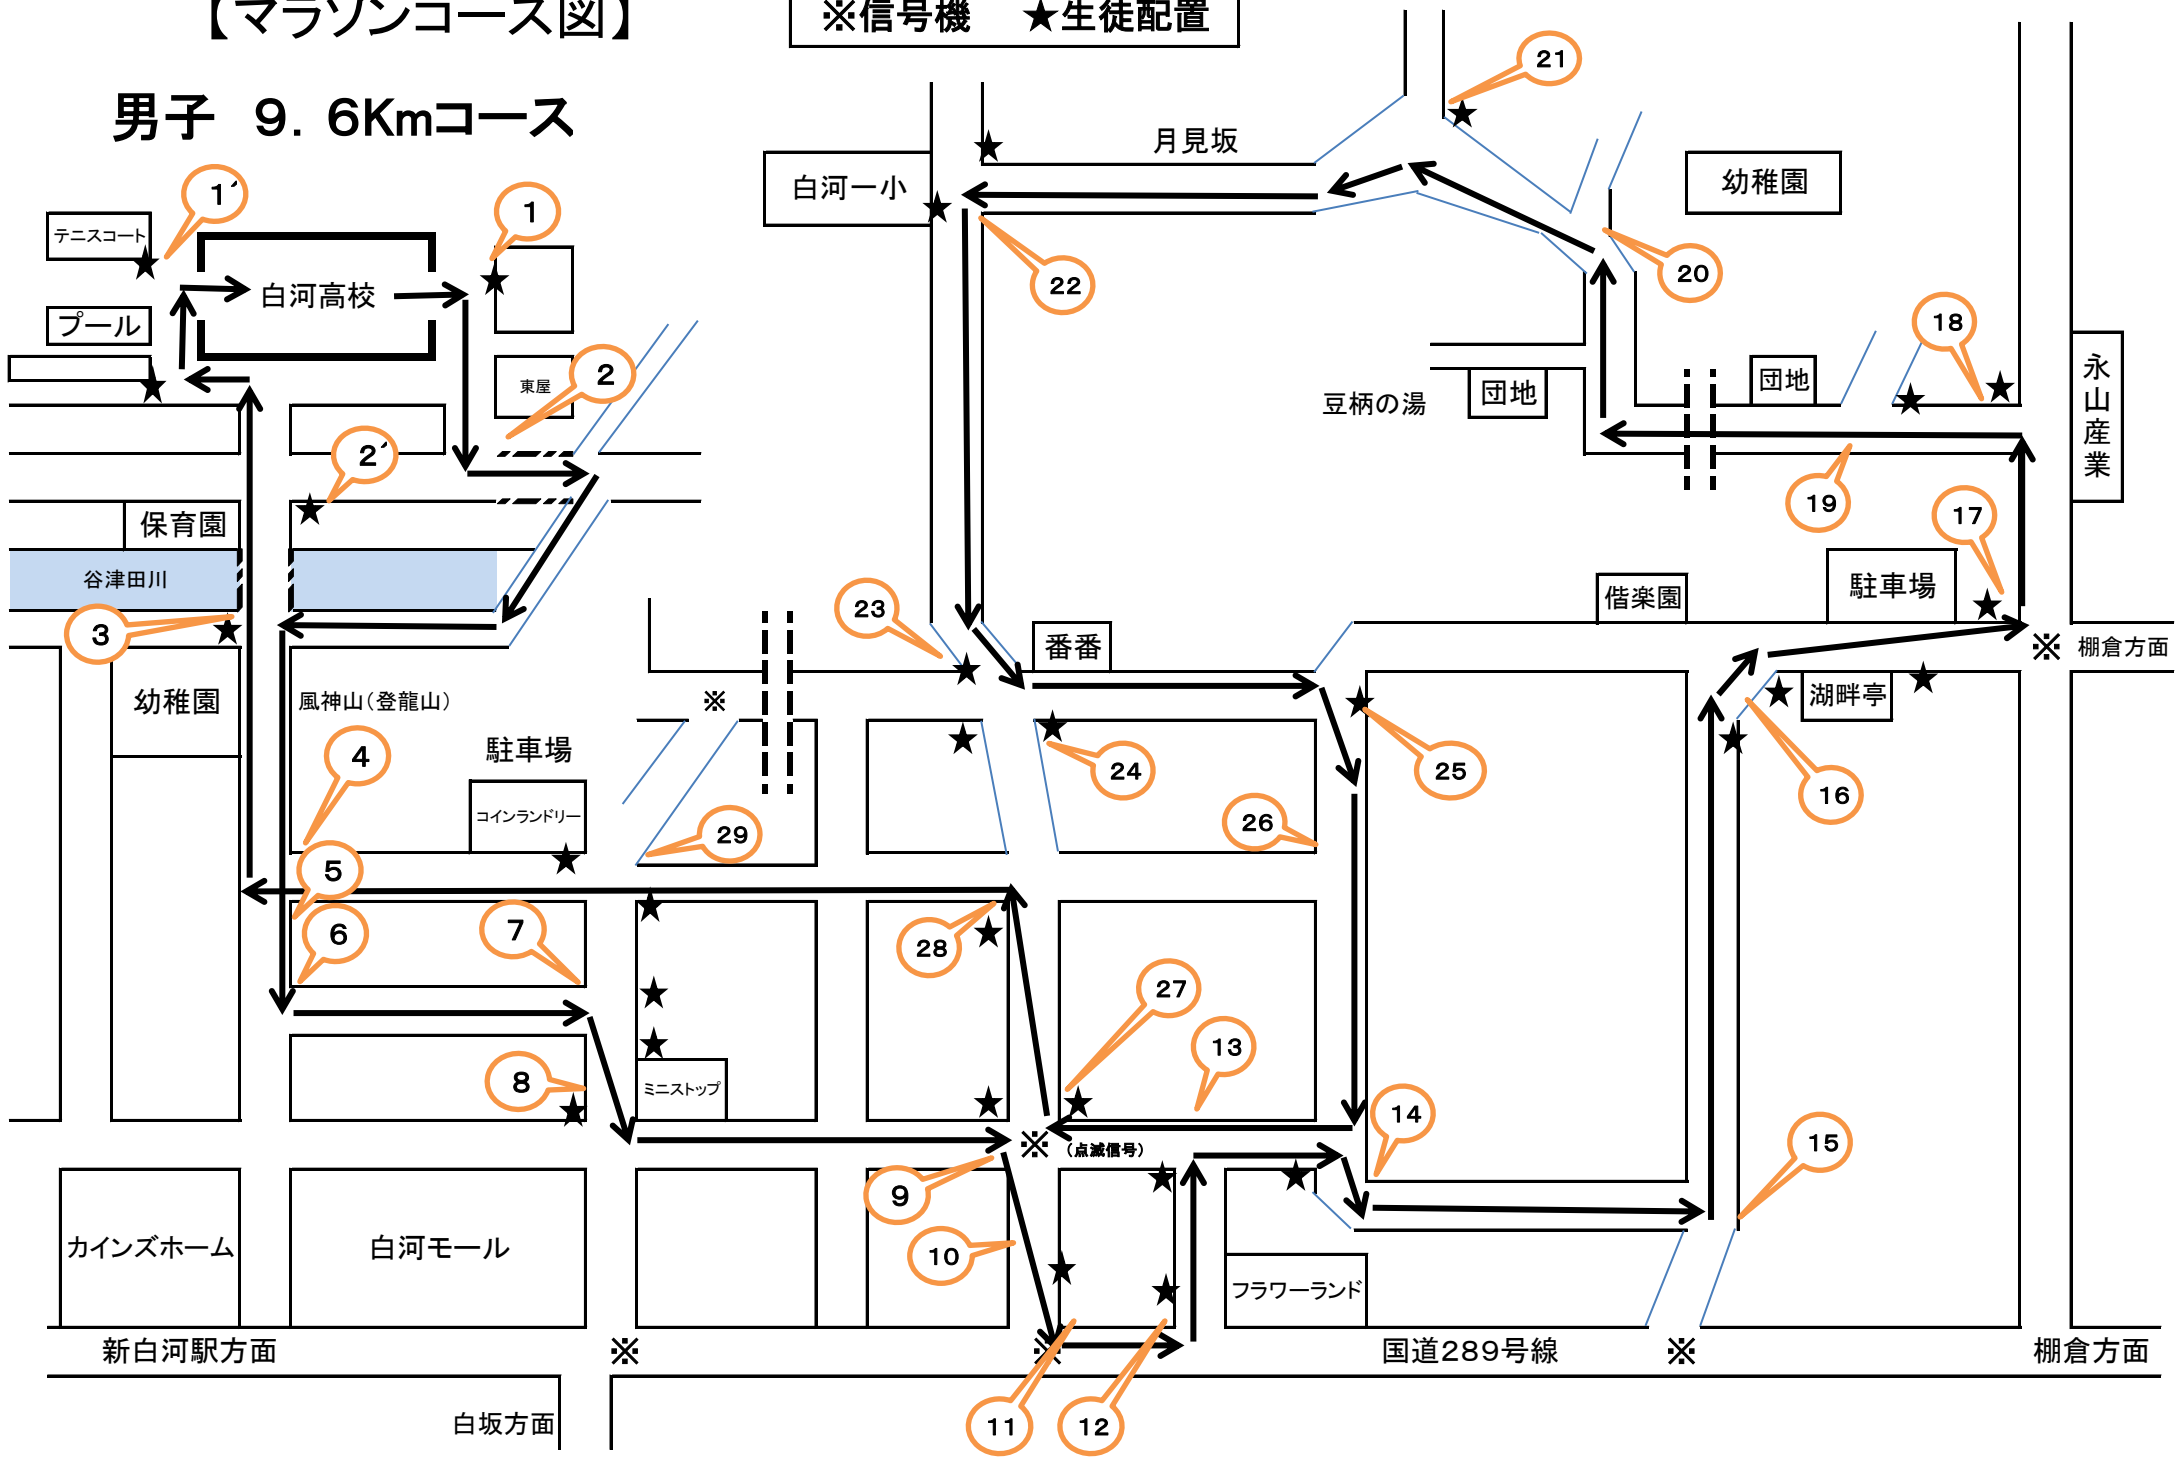 【マラソンコース図】
※信号機　★生徒配置
男子　９．６Kmコース
21
月見坂
白河一小
幼稚園
1´
1
テニスコート
白河高校
プール
22
20
18
永山産業
東屋
2
団地
団地
豆柄の湯
2´
19
17
保育園
谷津田川
3
23
番番
偕楽園
駐車場
※
棚倉方面
幼稚園
風神山（登龍山）
※
湖畔亭
4
駐車場
24
25
16
コインランドリー
29
26
5
6
7
28
27
13
8
ミニストップ
14
※
（点滅信号）
15
9
10
カインズホーム
白河モール
フラワーランド
新白河駅方面
※
※
国道２８９号線
※
棚倉方面
11
12
白坂方面